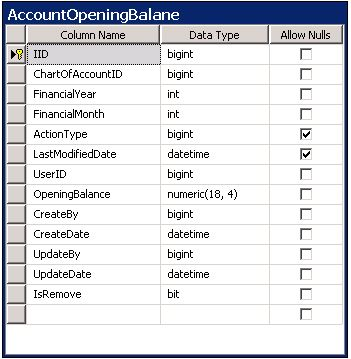 AccountOpeningBalane
Column Name Data Type Allow Nulls
IID bigint
ChartOfAccountID bigint
FinancialYear int
FinancialMonth int
ActionType bigint
LastModifiedDate datetime
UserID bigint
OpeningBalance numeric(18, 4)
CreateBy bigint
CreateDate datetime
UpdateBy bigint
UpdateDate datetime
IsRemove bit